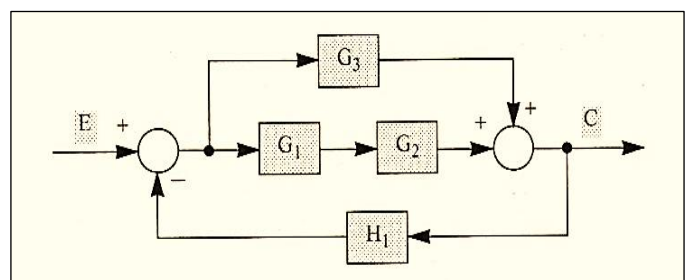 G₃
E + + + C
G₁ G₂
−
H₁